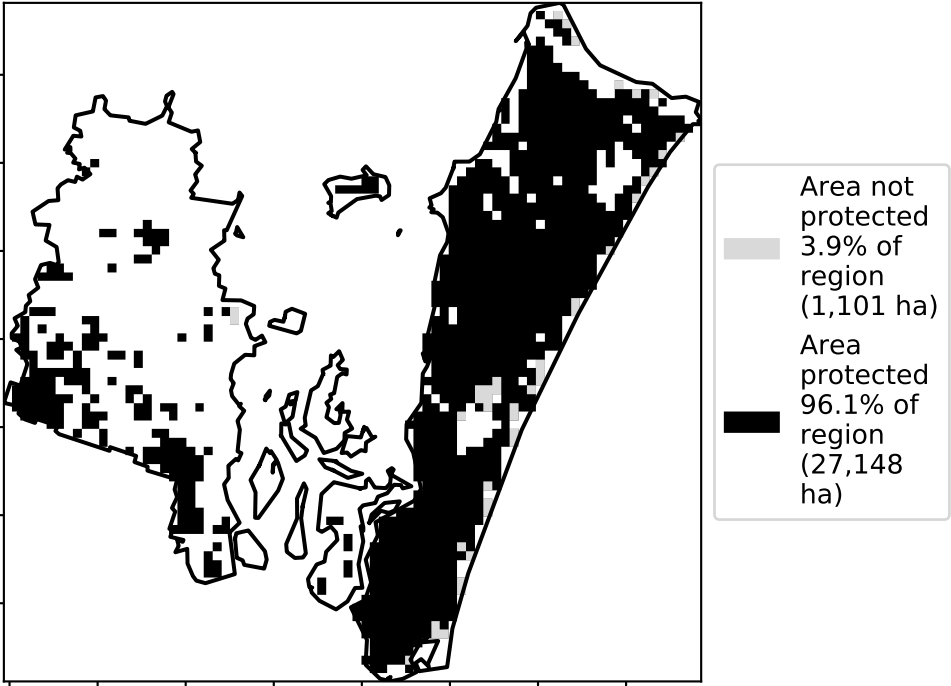 Area not
protected
3.9% of
region
(1,101 ha)
Area
protected
96.1% of
region
(27,148
ha)